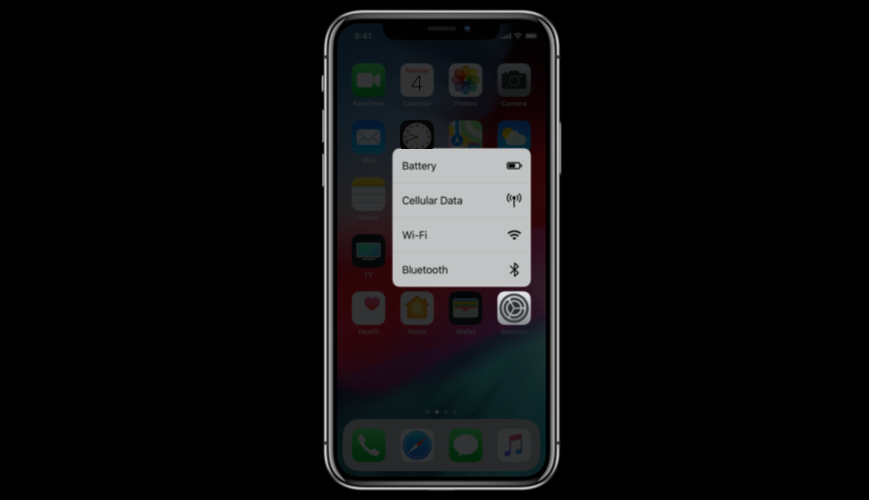 9:41
FaceTime
Monday
4
Calendar
Photos
Camera
Mail
Battery
Cellular Data
Wi-Fi
Bluetooth
TV
Health
Home
Wallet
Settings